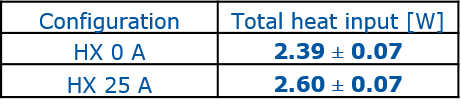 Configuration Total heat input [W]
HX 0 A 2.39 ± 0.07
HX 25 A 2.60 ± 0.07